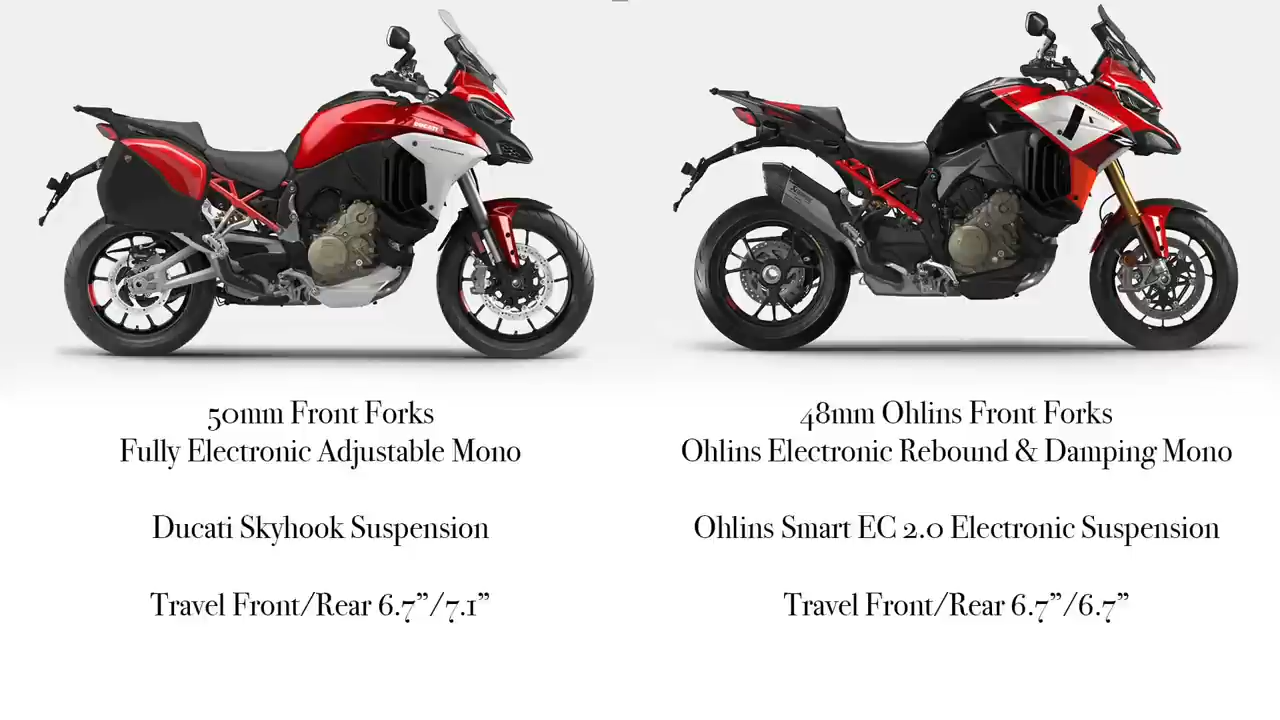 DUCATI
50mm Front Forks
Fully Electronic Adjustable Mono
Ducati Skyhook Suspension
Travel Front/Rear 6.7”/7.1”
48mm Ohlins Front Forks
Ohlins Electronic Rebound & Damping Mono
Ohlins Smart EC 2.0 Electronic Suspension
Travel Front/Rear 6.7”/6.7”